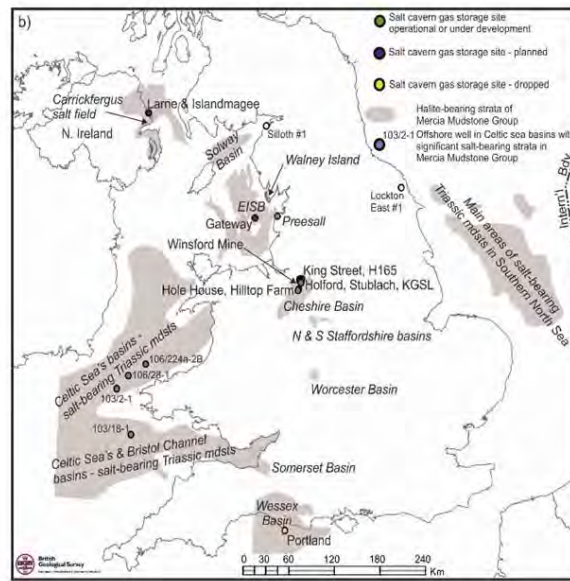 b)
Salt cavern gas storage site
operational or under development
Salt cavern gas storage site - planned
Salt cavern gas storage site - dropped
Halite-bearing strata of
Mercia Mudstone Group
103/2-1 Offshore well in Celtic sea basins with
significant salt-bearing strata in
Mercia Mudstone Group
Carrickfergus
salt field
Larne & Islandmagee
N. Ireland
Solway
Basin
Silloth #1
Walney Island
EISB
Gateway
Preesall
Lockton
East #1
Intern'l Bdy
Main areas of salt-bearing
Triassic mdsts in Southern North Sea
Winsford Mine
King Street, H165
Holford, Stublach, KGSL
Hole House, Hilltop Farm
Cheshire Basin
N & S Staffordshire basins
Celtic Sea's basins -
salt-bearing Triassic mdsts
106/224a-2B
106/28-1
103/2-1
Worcester Basin
103/18-1
Celtic Sea's & Bristol Channel
basins - salt-bearing Triassic mdsts
Somerset Basin
Wessex
Basin
Portland
British
Geological Survey
0 30 60 120 180 240
Km